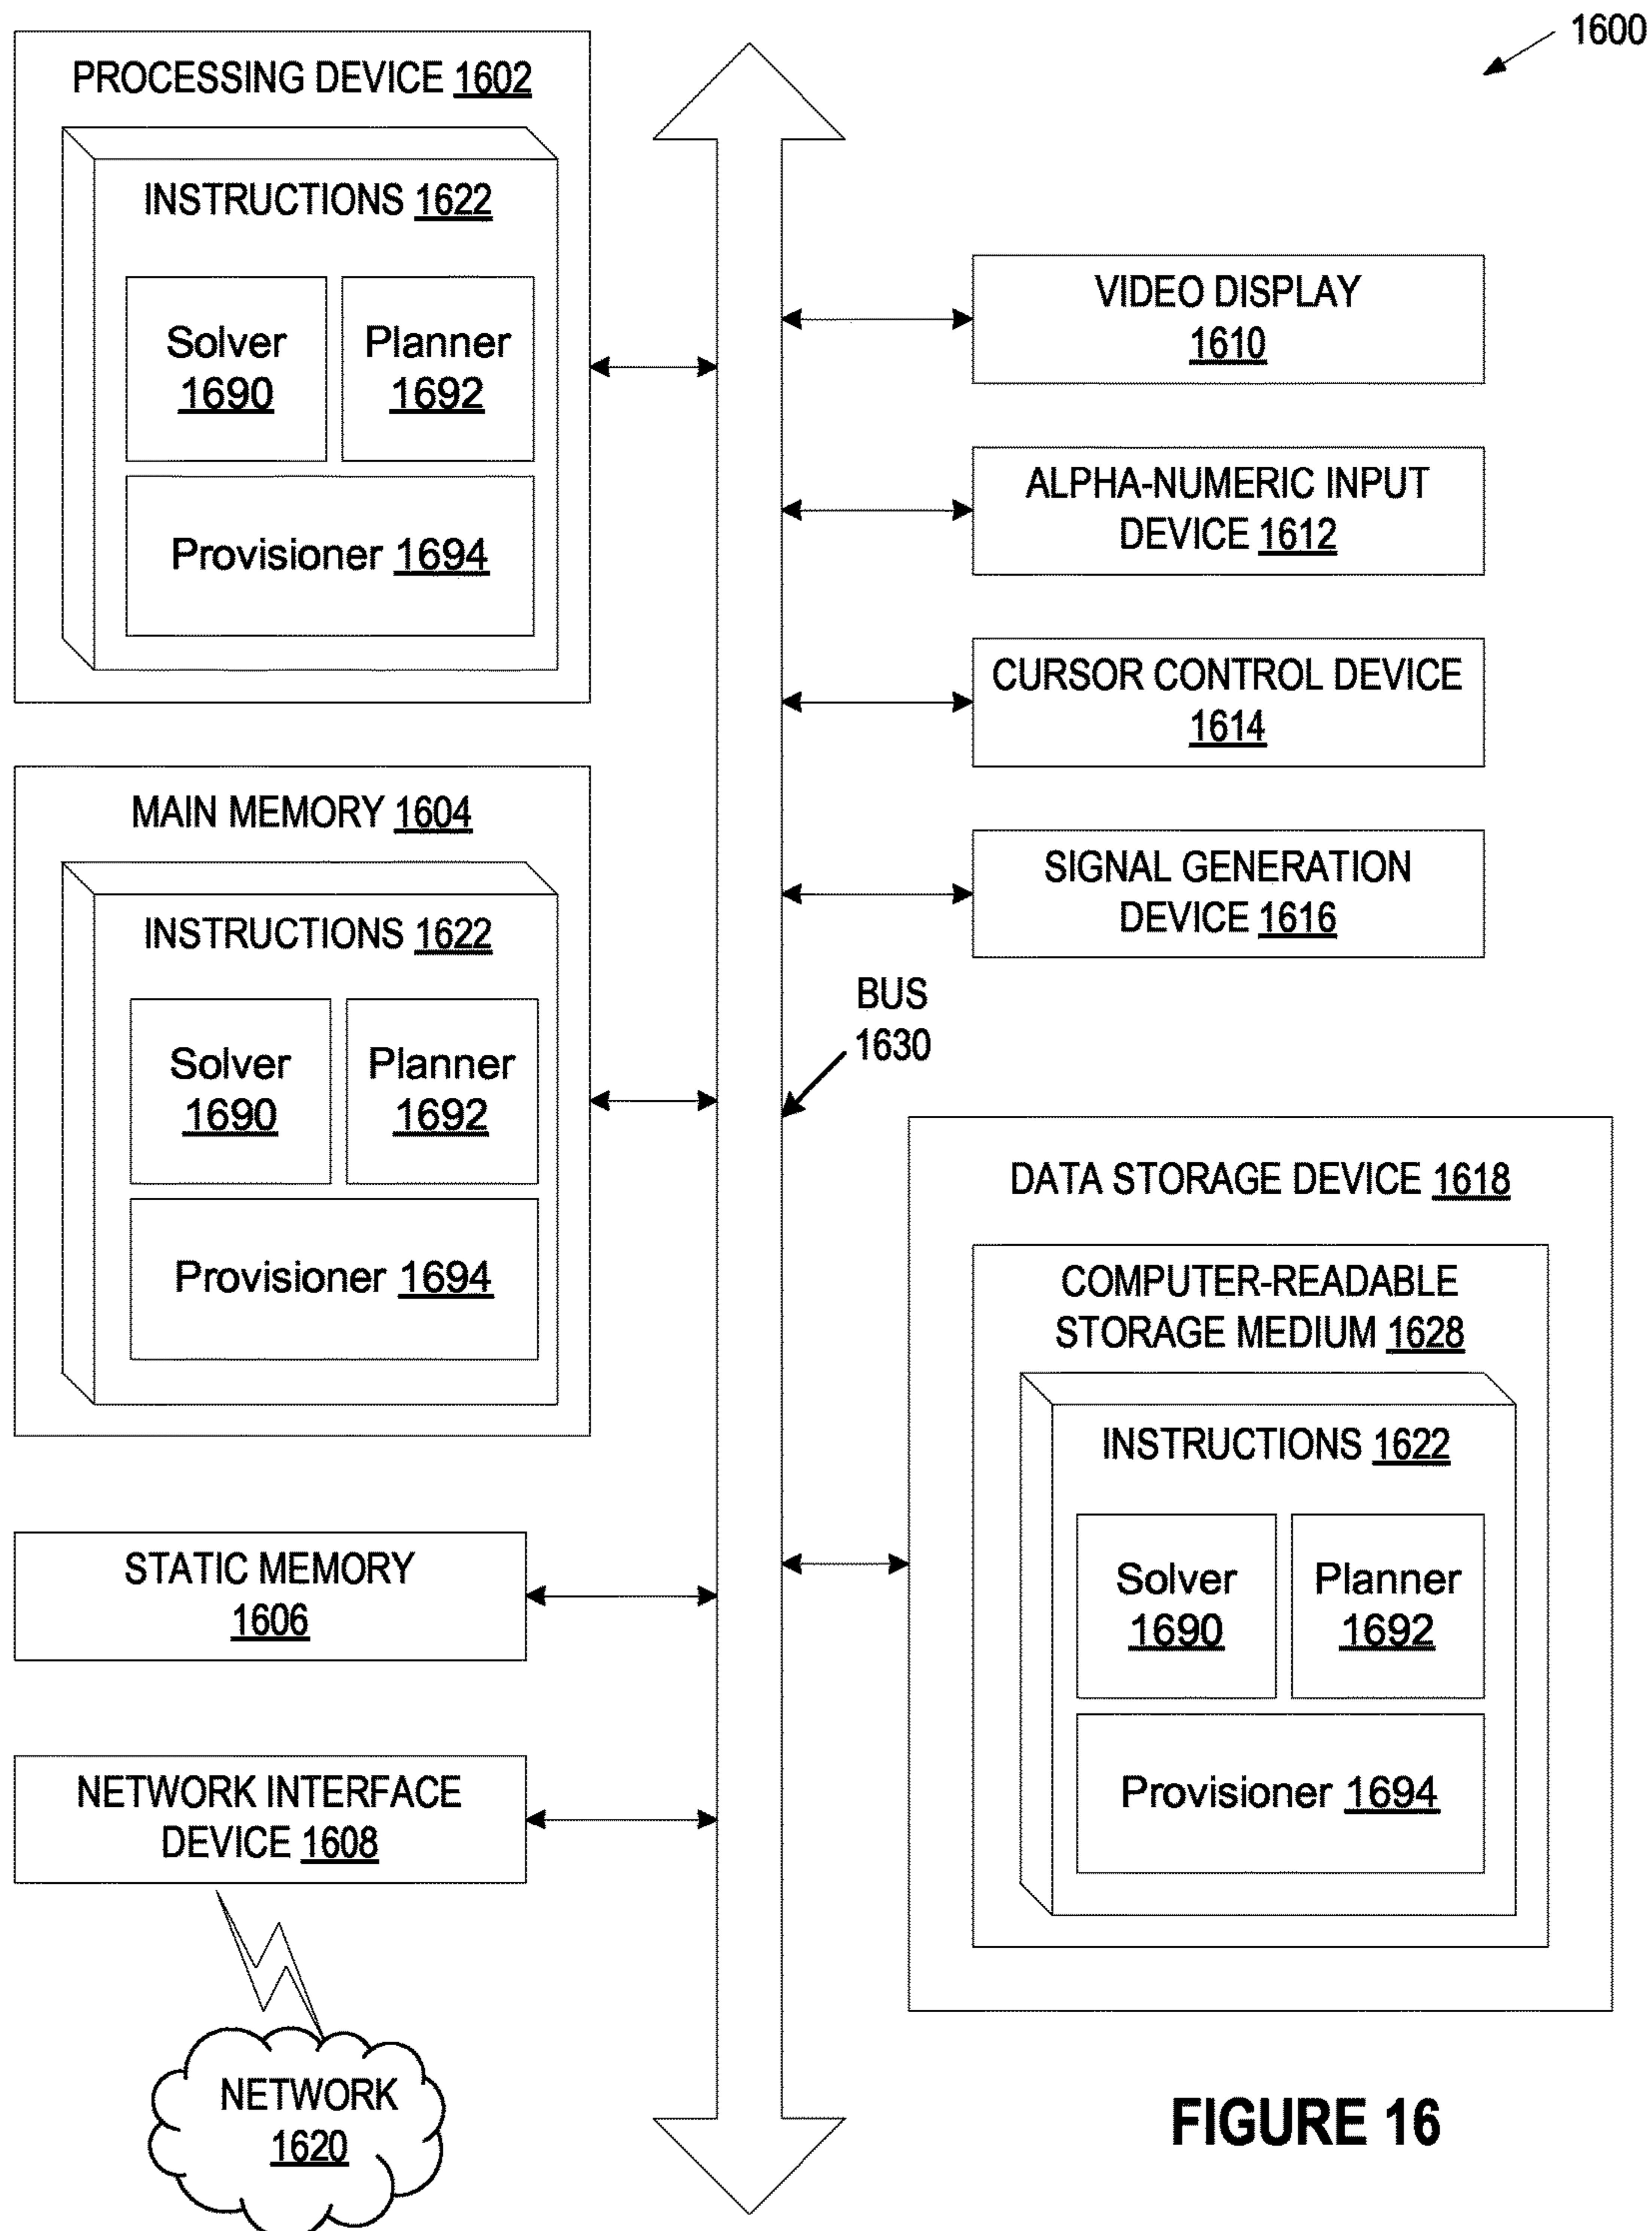 1600
PROCESSING DEVICE 1602
INSTRUCTIONS 1622
Solver
1690
Planner
1692
Provisioner 1694
MAIN MEMORY 1604
INSTRUCTIONS 1622
Solver
1690
Planner
1692
Provisioner 1694
STATIC MEMORY
1606
NETWORK INTERFACE
DEVICE 1608
NETWORK
1620
VIDEO DISPLAY
1610
ALPHA-NUMERIC INPUT
DEVICE 1612
CURSOR CONTROL DEVICE
1614
SIGNAL GENERATION
DEVICE 1616
BUS
1630
DATA STORAGE DEVICE 1618
COMPUTER-READABLE
STORAGE MEDIUM 1628
INSTRUCTIONS 1622
Solver
1690
Planner
1692
Provisioner 1694
FIGURE 16